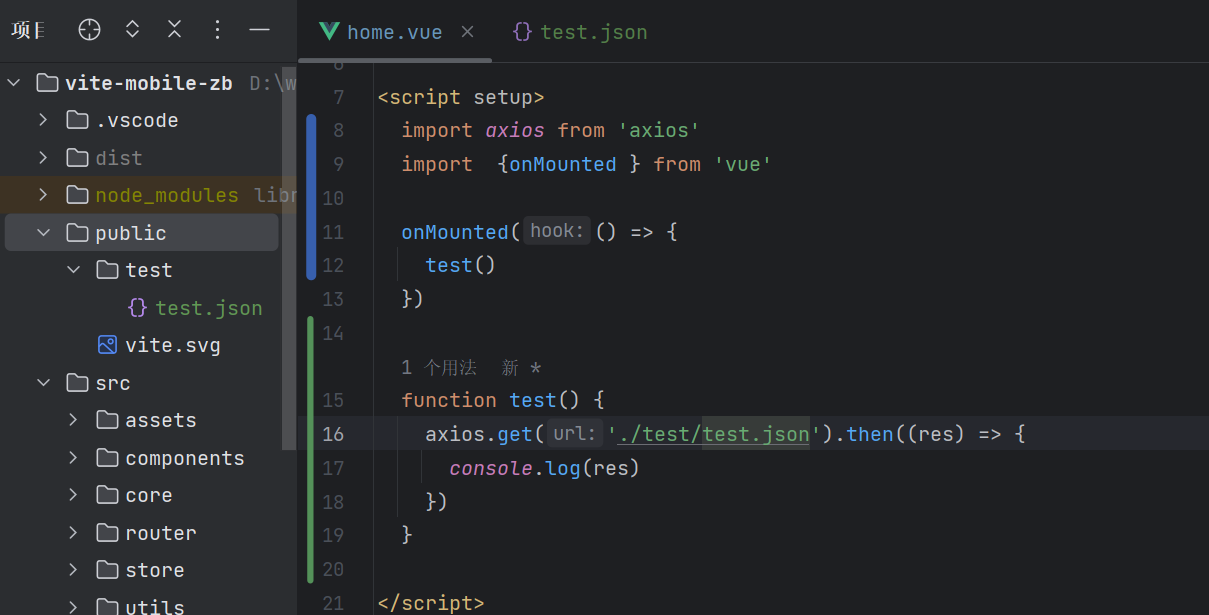 项目
home.vue
test.json
vite-mobile-zb D:\w
.vscode
dist
node_modules libr
public
test
{} test.json
vite.svg
src
assets
components
core
router
store
utils
6
7 <script setup>
8 import axios from 'axios'
9 import {onMounted } from 'vue'
10
11 onMounted( hook: () => {
12 test()
13 })
14
1 个用法 新 *
15 function test() {
16 axios.get( url: './test/test.json').then((res) => {
17 console.log(res)
18 })
19 }
20
21 </script>